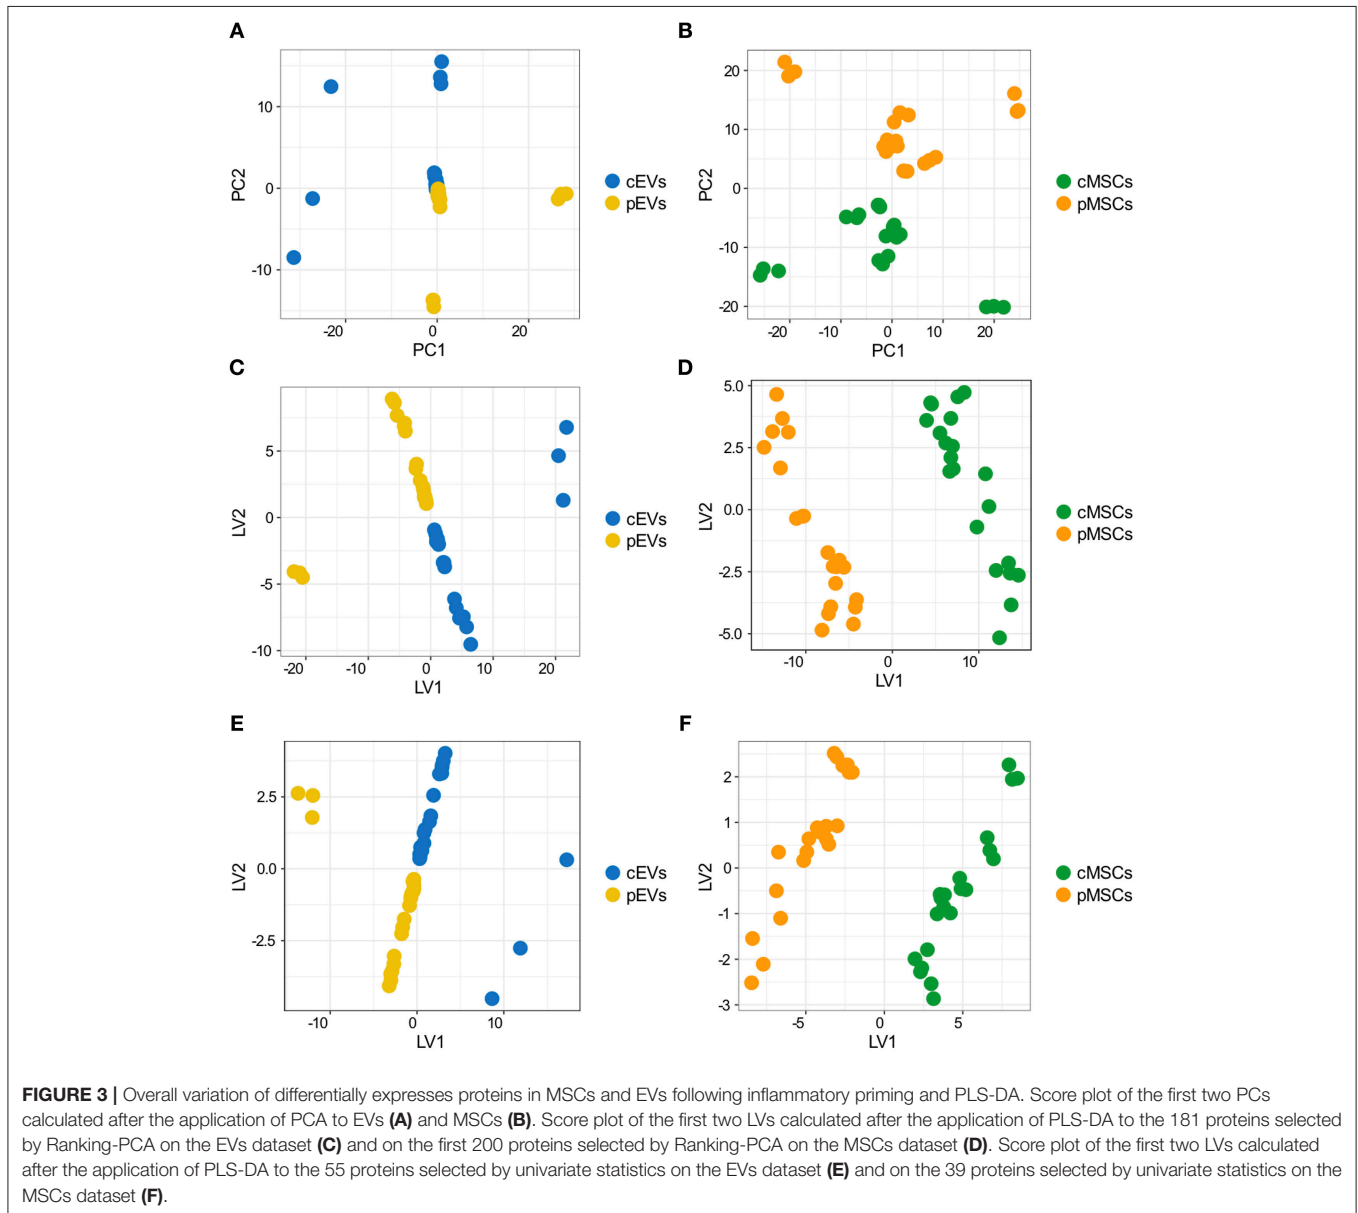 A
10
0
-10
-20
0
20
PC2
PC1
cEVs
pEVs
B
20
10
0
-10
-20
-20
-10
0
10
20
PC2
PC1
cMSCs
pMSCs
C
5
0
-5
-10
-20
-10
0
10
20
LV2
LV1
cEVs
pEVs
D
5.0
2.5
0.0
-2.5
-5.0
-10
0
10
LV2
LV1
cMSCs
pMSCs
E
2.5
0.0
-2.5
-10
0
10
LV2
LV1
cEVs
pEVs
F
2
1
0
-1
-2
-3
-5
0
5
LV2
LV1
cMSCs
pMSCs
FIGURE 3 | Overall variation of differentially expresses proteins in MSCs and EVs following inflammatory priming and PLS-DA. Score plot of the first two PCs
calculated after the application of PCA to EVs (A) and MSCs (B). Score plot of the first two LVs calculated after the application of PLS-DA to the 181 proteins selected
by Ranking-PCA on the EVs dataset (C) and on the first 200 proteins selected by Ranking-PCA on the MSCs dataset (D). Score plot of the first two LVs calculated
after the application of PLS-DA to the 55 proteins selected by univariate statistics on the EVs dataset (E) and on the 39 proteins selected by univariate statistics on the
MSCs dataset (F).